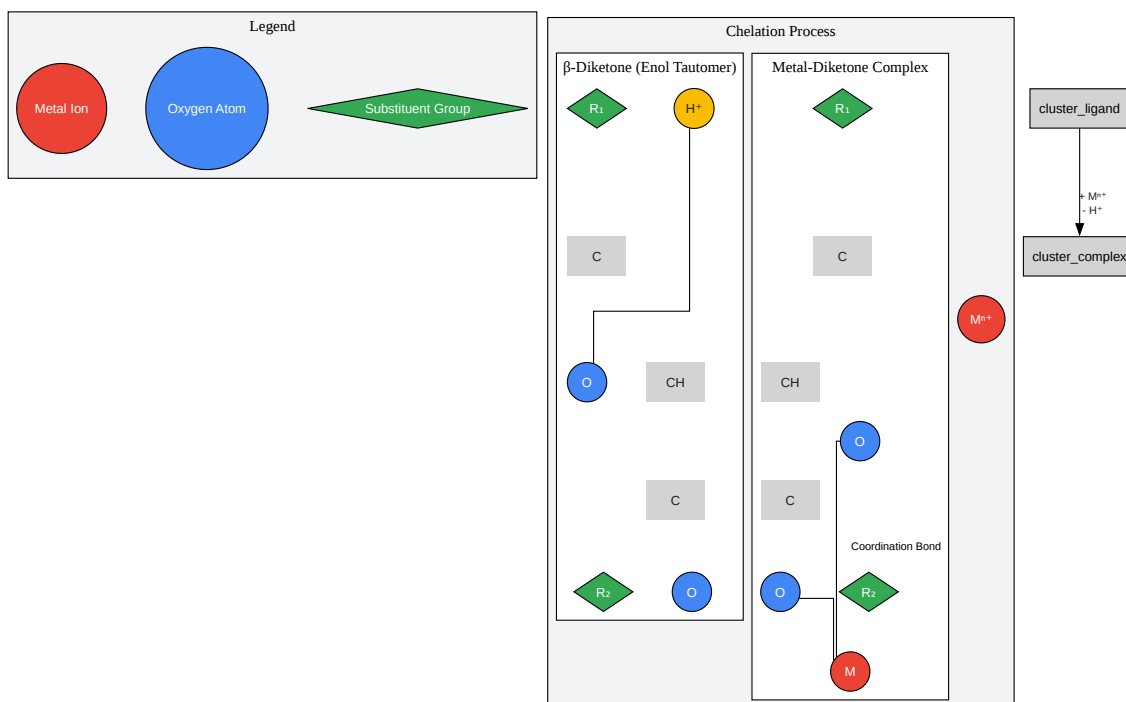 Legend
Metal Ion
Oxygen Atom
Substituent Group
Chelation Process
β-Diketone (Enol Tautomer)
R₁
H⁺
C
O
CH
C
R₂
O
Metal-Diketone Complex
R₁
C
CH
O
C
Coordination Bond
O
R₂
M
Mⁿ⁺
cluster_ligand
+ Mⁿ⁺
- H⁺
cluster_complex